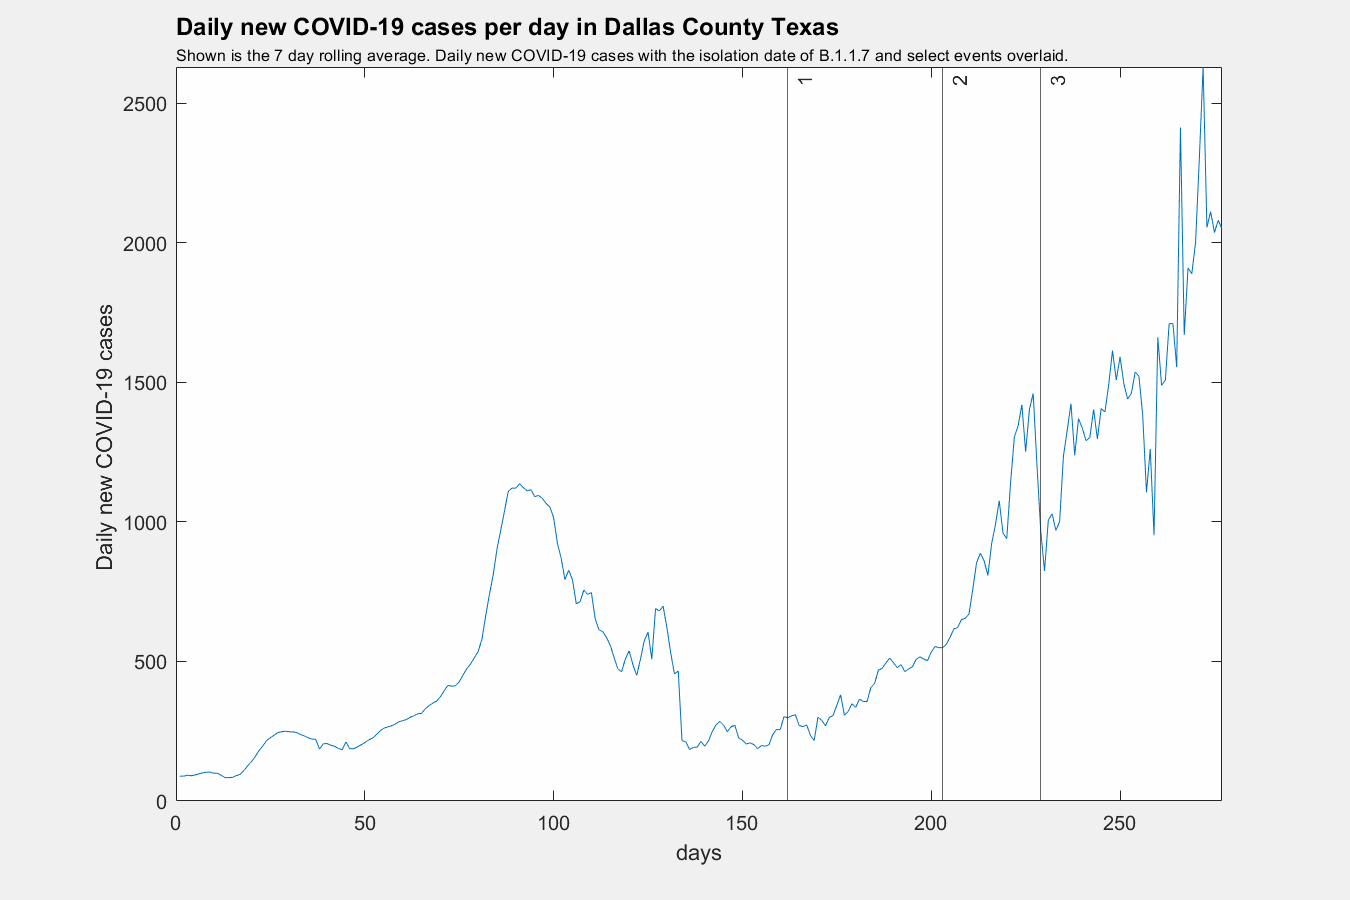 Daily new COVID-19 cases per day in Dallas County Texas
Shown is the 7 day rolling average. Daily new COVID-19 cases with the isolation date of B.1.1.7 and select events overlaid.
1
2
3
2500
2000
1500
1000
500
0
Daily new COVID-19 cases
0 50 100 150 200 250
days